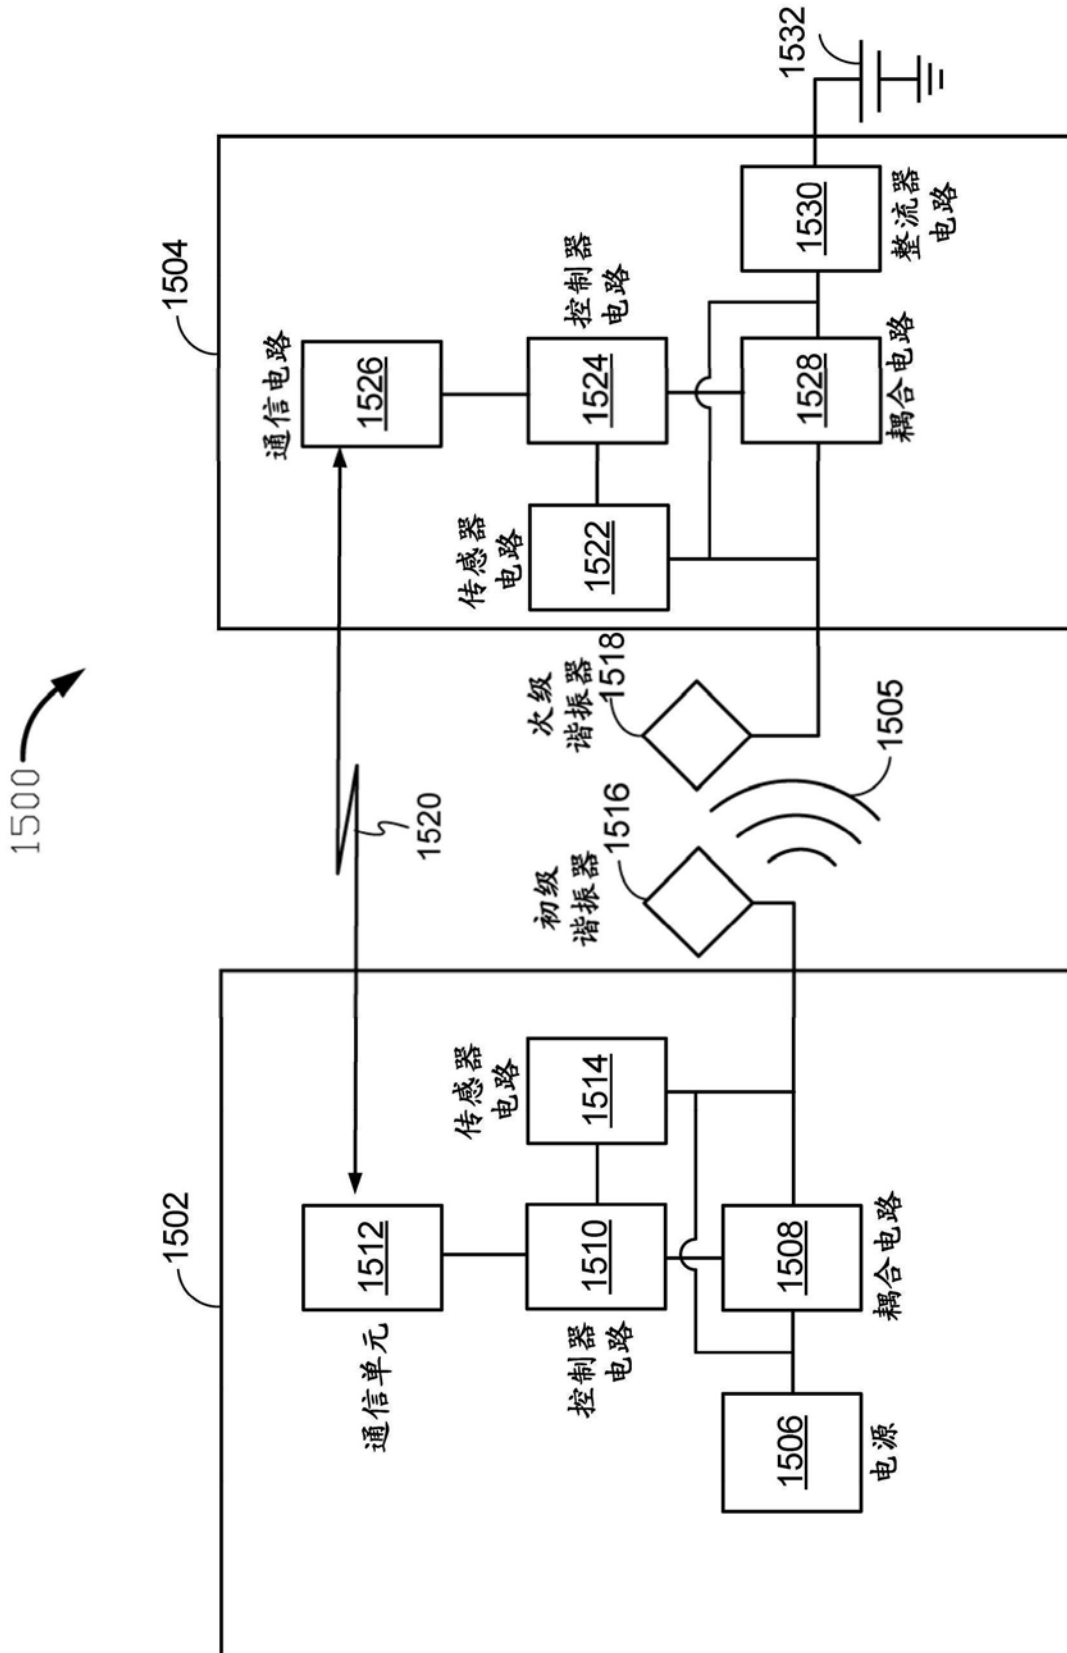 1500
1502
1504
1512
通信单元
1520
1526
通信电路
1510
控制器
电路
1514
传感器
电路
1522
传感器
电路
1524
控制器
电路
1506
电源
1508
耦合电路
初级
谐振器
1516
次级
谐振器
1518
1505
1528
耦合电路
1530
整流器
电路
1532